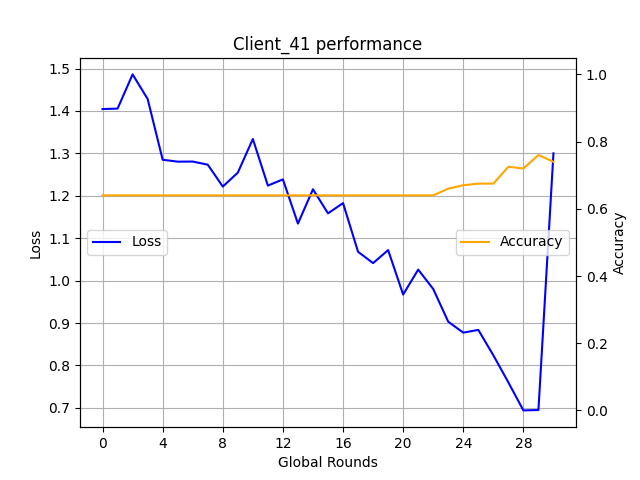 Client_41 performance
1.5
1.4
1.3
1.2
1.1
1.0
0.9
0.8
0.7
Loss
1.0
0.8
0.6
0.4
0.2
0.0
Accuracy
Loss
Accuracy
0 4 8 12 16 20 24 28
Global Rounds